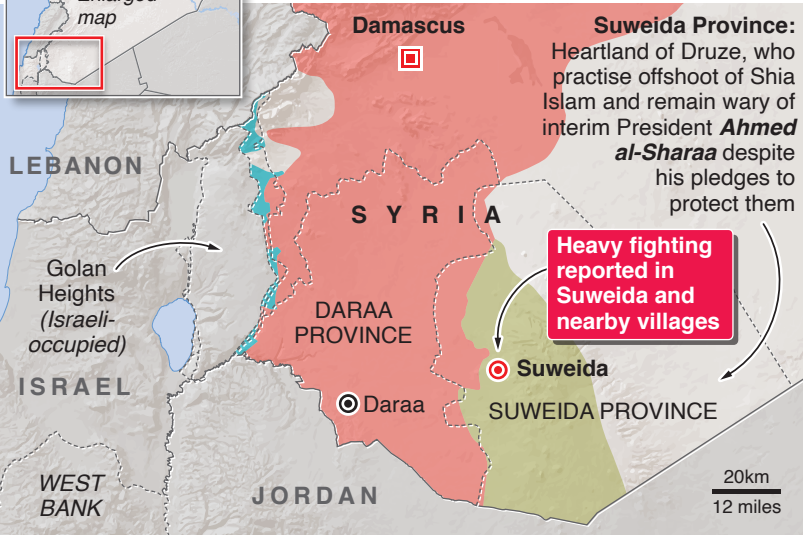 Enlarged
map
Damascus
Suweida Province:
Heartland of Druze, who
practise offshoot of Shia
Islam and remain wary of
interim President Ahmed
al-Sharaa despite
his pledges to
protect them
LEBANON
SYRIA
Golan
Heights
(Israeli-
occupied)
Heavy fighting
reported in
Suweida and
nearby villages
DARAA
PROVINCE
ISRAEL
Suweida
Daraa
SUWEIDA PROVINCE
WEST
BANK
JORDAN
20km
12 miles